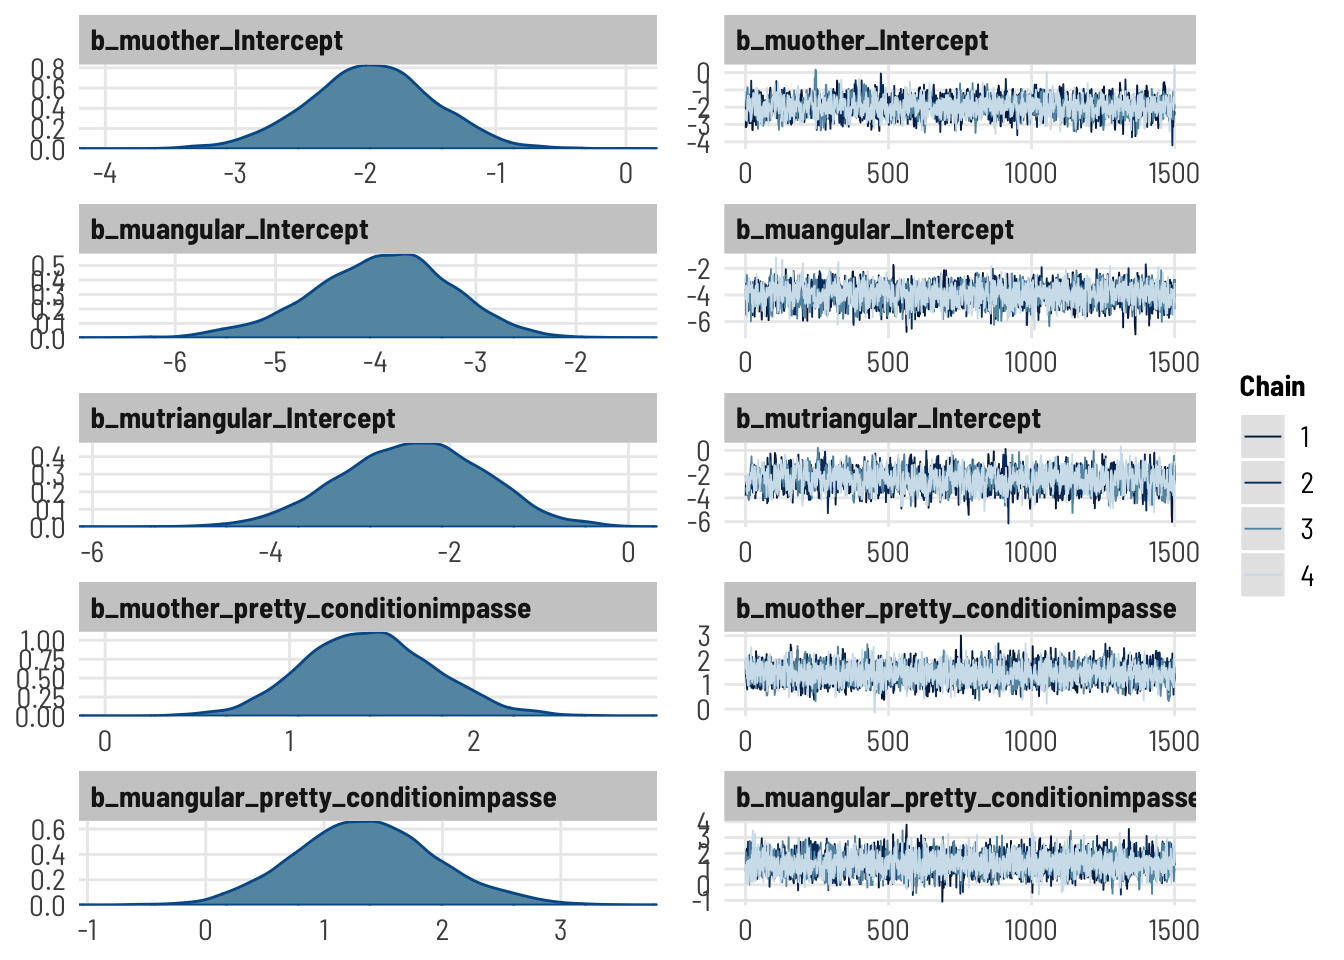 b_muother_Intercept
0.8
0.6
0.4
0.2
0.0
-4 -3 -2 -1 0
b_muother_Intercept
0
-1
-2
-3
-4
0 500 1000 1500
b_muangular_Intercept
0.5
0.4
0.3
0.2
0.1
0.0
-6 -5 -4 -3 -2
b_muangular_Intercept
-2
-4
-6
0 500 1000 1500
b_mutriangular_Intercept
0.4
0.3
0.2
0.1
0.0
-6 -4 -2 0
b_mutriangular_Intercept
0
-2
-4
-6
0 500 1000 1500
b_muother_pretty_conditionimpasse
1.00
0.75
0.50
0.25
0.00
0 1 2
b_muother_pretty_conditionimpasse
3
2
1
0
0 500 1000 1500
b_muangular_pretty_conditionimpasse
0.6
0.4
0.2
0.0
-1 0 1 2 3
b_muangular_pretty_conditionimpasse
4
3
2
1
0
-1
0 500 1000 1500
Chain
1
2
3
4